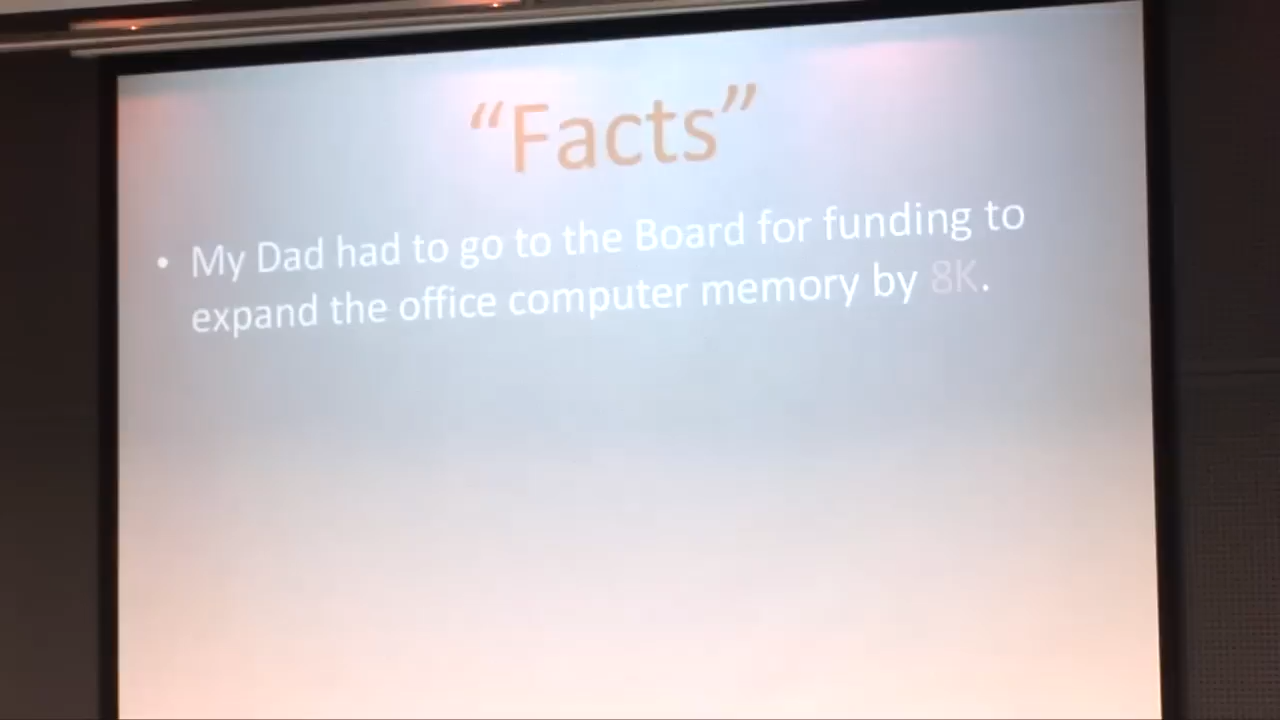 “Facts”
• My Dad had to go to the Board for funding to
expand the office computer memory by 8K.